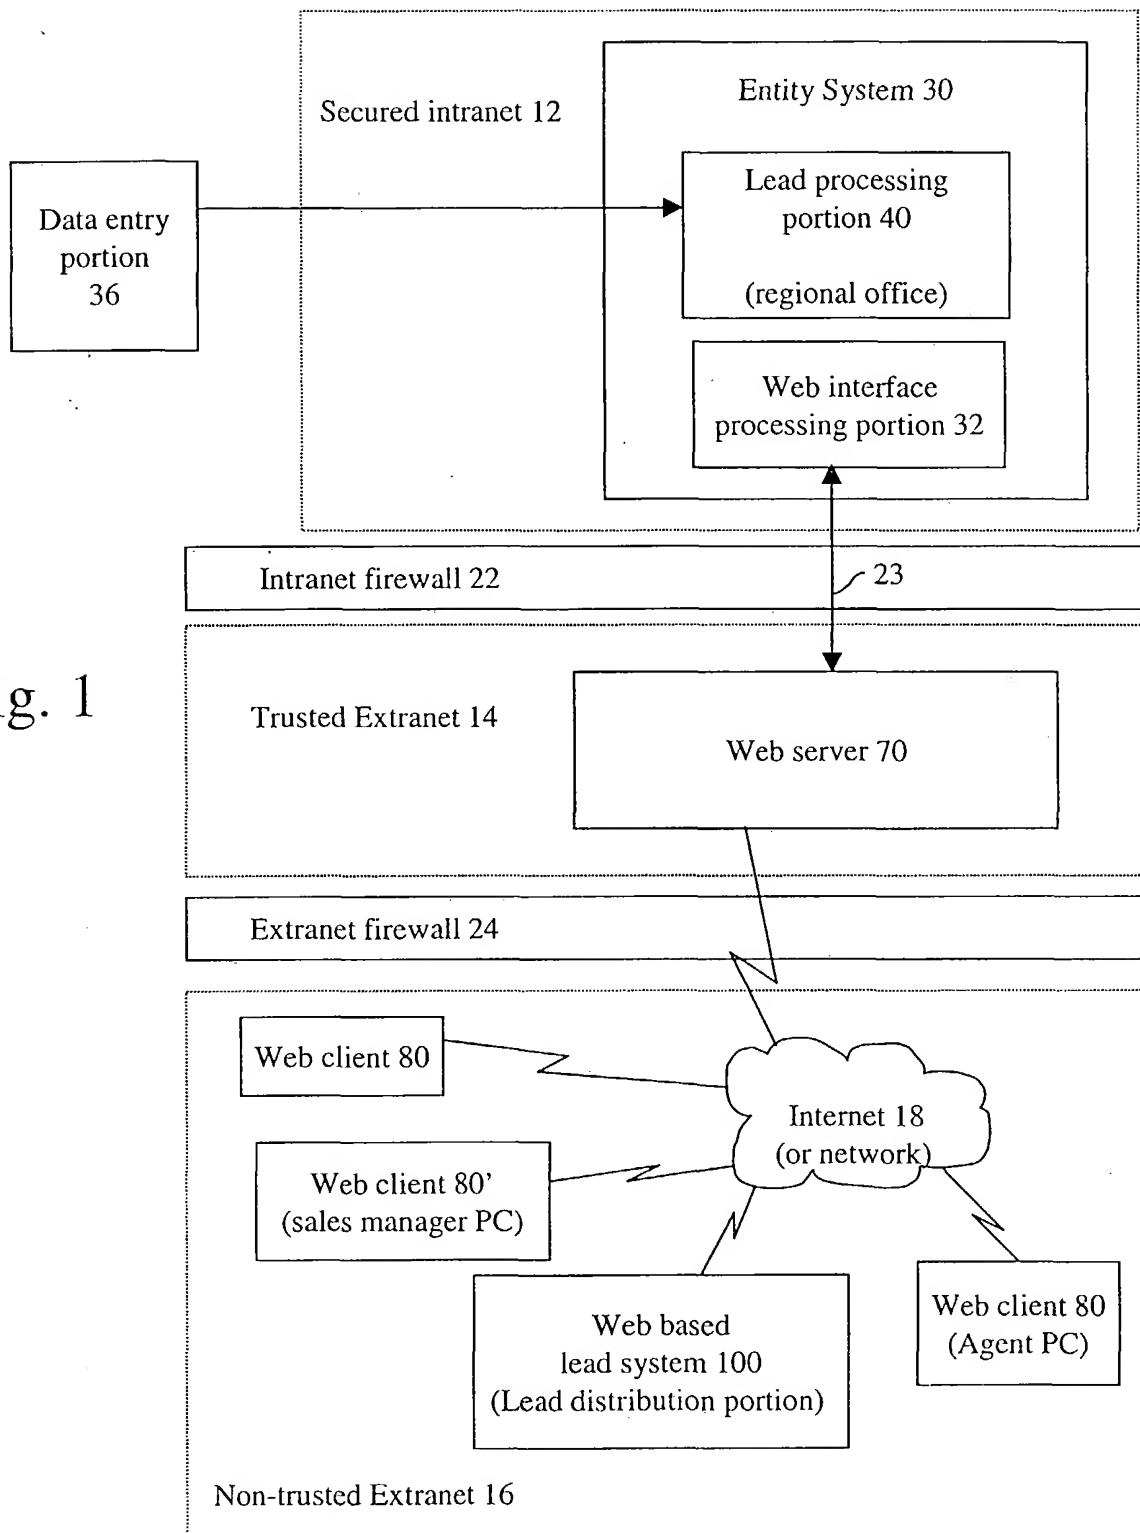 Secured intranet 12
Entity System 30
Data entry
portion
36
Lead processing
portion 40
(regional office)
Web interface
processing portion 32
Intranet firewall 22
23
g. 1
Trusted Extranet 14
Web server 70
Extranet firewall 24
Web client 80
Internet 18
(or network)
Web client 80’
(sales manager PC)
Web based
lead system 100
(Lead distribution portion)
Web client 80
(Agent PC)
Non-trusted Extranet 16